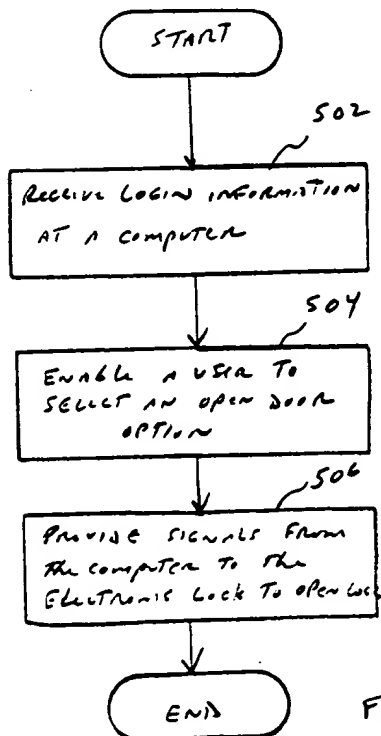 START
502
RECEIVE LOGIN INFORMATION
AT A COMPUTER
504
ENABLE A USER TO
SELECT AN OPEN DOOR
OPTION
506
PROVIDE SIGNALS FROM
the COMPUTER TO the
ELECTRONIC LOCK TO OPEN LOCK
END
F